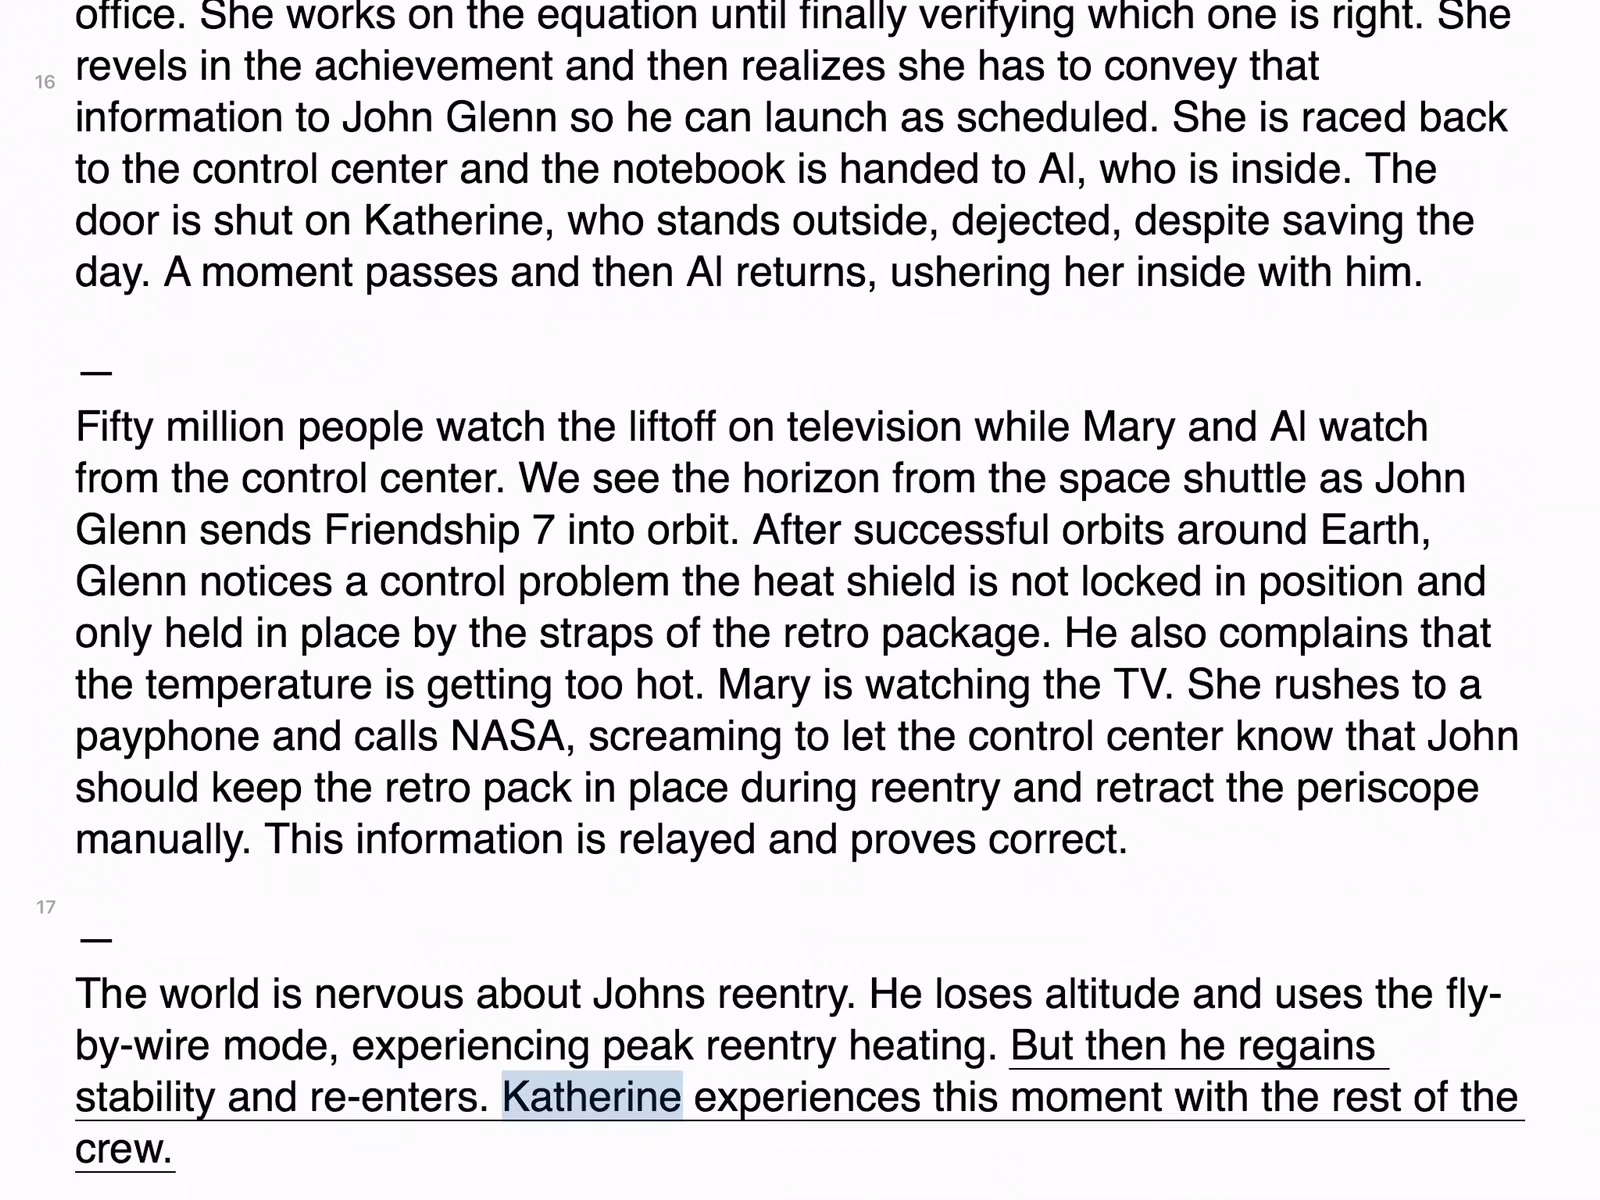 office. She works on the equation until finally verifying which one is right. She
16
revels in the achievement and then realizes she has to convey that
information to John Glenn so he can launch as scheduled. She is raced back
to the control center and the notebook is handed to Al, who is inside. The
door is shut on Katherine, who stands outside, dejected, despite saving the
day. A moment passes and then Al returns, ushering her inside with him.
—
Fifty million people watch the liftoff on television while Mary and Al watch
from the control center. We see the horizon from the space shuttle as John
Glenn sends Friendship 7 into orbit. After successful orbits around Earth,
Glenn notices a control problem the heat shield is not locked in position and
only held in place by the straps of the retro package. He also complains that
the temperature is getting too hot. Mary is watching the TV. She rushes to a
payphone and calls NASA, screaming to let the control center know that John
should keep the retro pack in place during reentry and retract the periscope
manually. This information is relayed and proves correct.
17
—
The world is nervous about Johns reentry. He loses altitude and uses the fly-
by-wire mode, experiencing peak reentry heating. But then he regains
stability and re-enters. Katherine experiences this moment with the rest of the
crew.